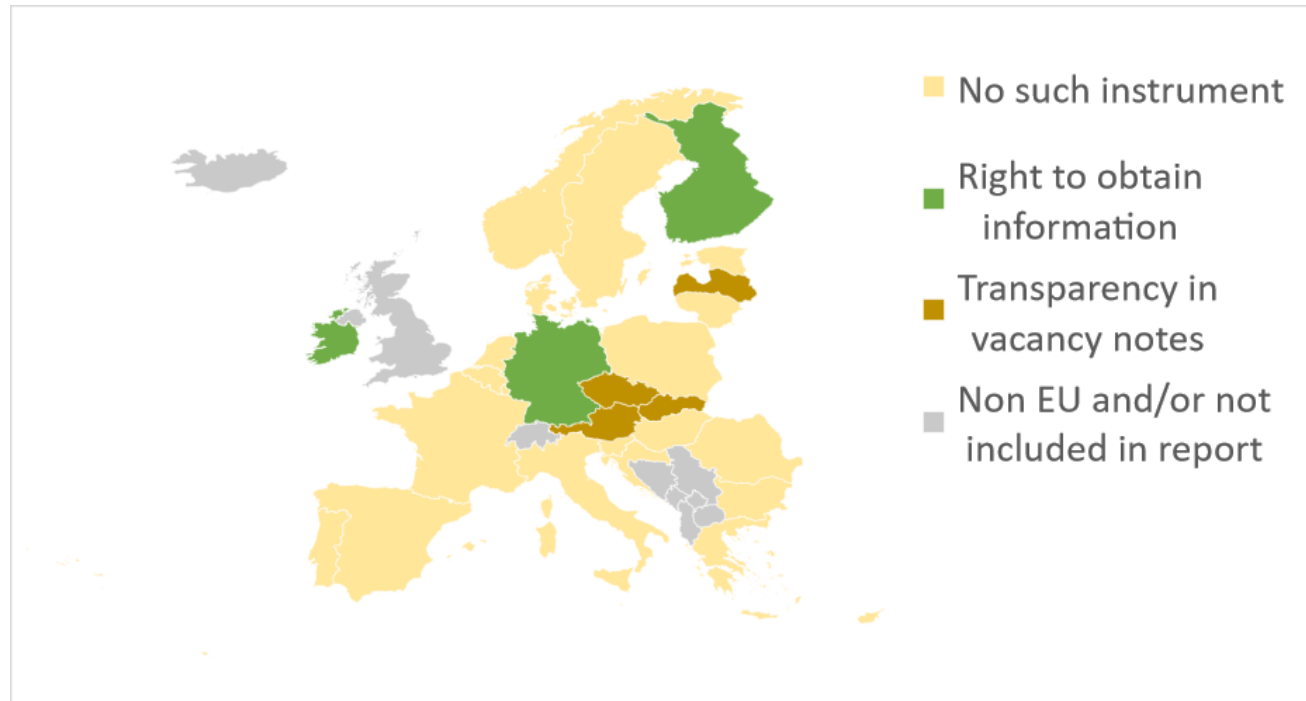 No such instrument
Right to obtain
information
Transparency in
vacancy notes
Non EU and/or not
included in report